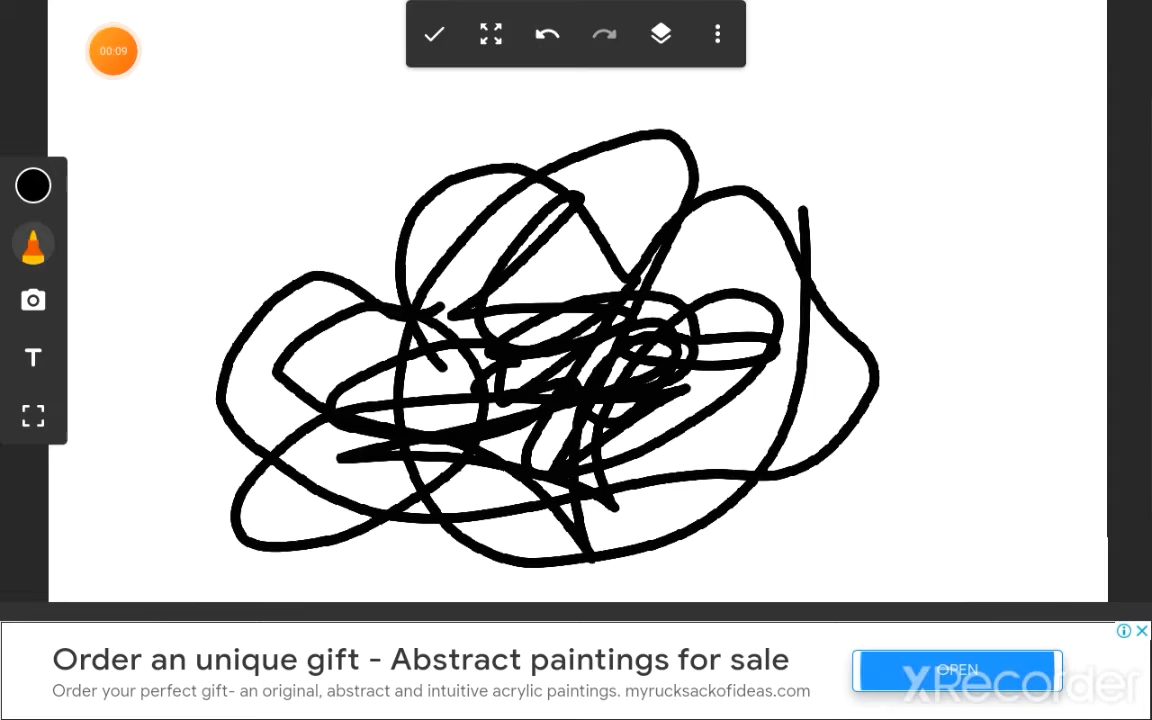 00:09
T
Order an unique gift - Abstract paintings for sale
Order your perfect gift- an original, abstract and intuitive acrylic paintings. myrucksackofideas.com
OPEN
XRecorder